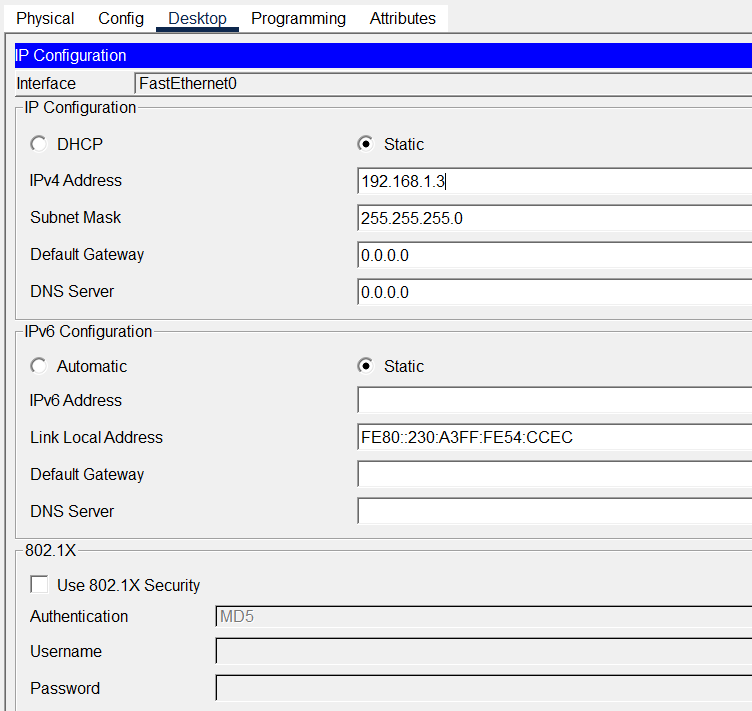 Physical Config Desktop Programming Attributes
IP Configuration
Interface FastEthernet0
IP Configuration
DHCP Static
IPv4 Address 192.168.1.3
Subnet Mask 255.255.255.0
Default Gateway 0.0.0.0
DNS Server 0.0.0.0
IPv6 Configuration
Automatic Static
IPv6 Address
Link Local Address FE80::230:A3FF:FE54:CCEC
Default Gateway
DNS Server
802.1X
Use 802.1X Security
Authentication MD5
Username
Password